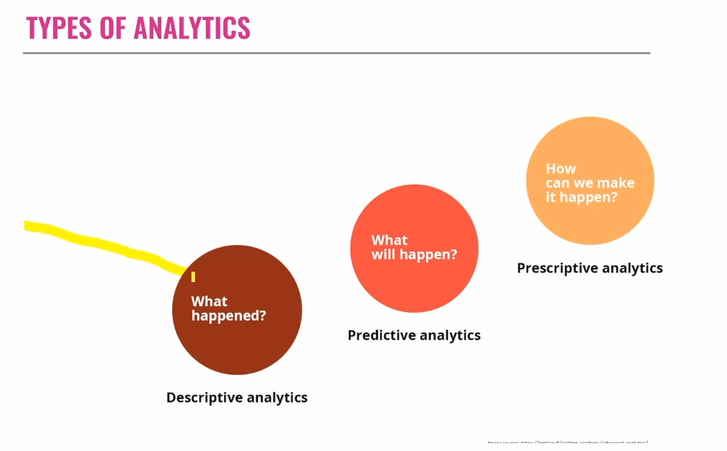 TYPES OF ANALYTICS
How
can we make
it happen?
What
will happen?
Prescriptive analytics
What
happened?
Predictive analytics
Descriptive analytics